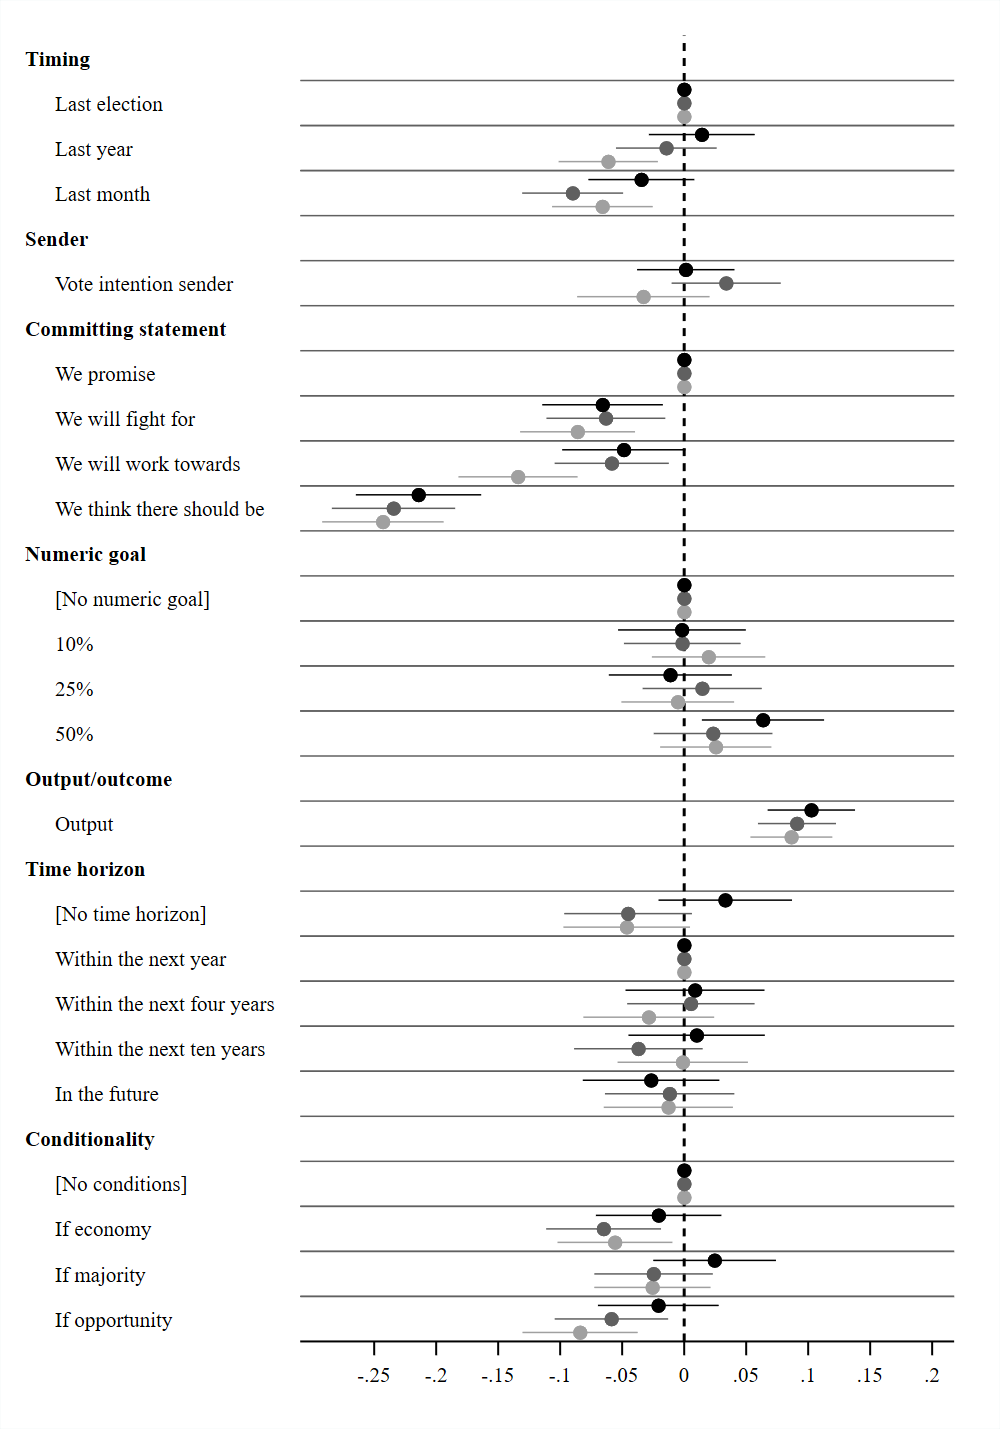 Timing
Last election
Last year
Last month
Sender
Vote intention sender
Committing statement
We promise
We will fight for
We will work towards
We think there should be
Numeric goal
[No numeric goal]
10%
25%
50%
Output/outcome
Output
Time horizon
[No time horizon]
Within the next year
Within the next four years
Within the next ten years
In the future
Conditionality
[No conditions]
If economy
If majority
If opportunity
-.25 -.2 -.15 -.1 -.05 0 .05 .1 .15 .2